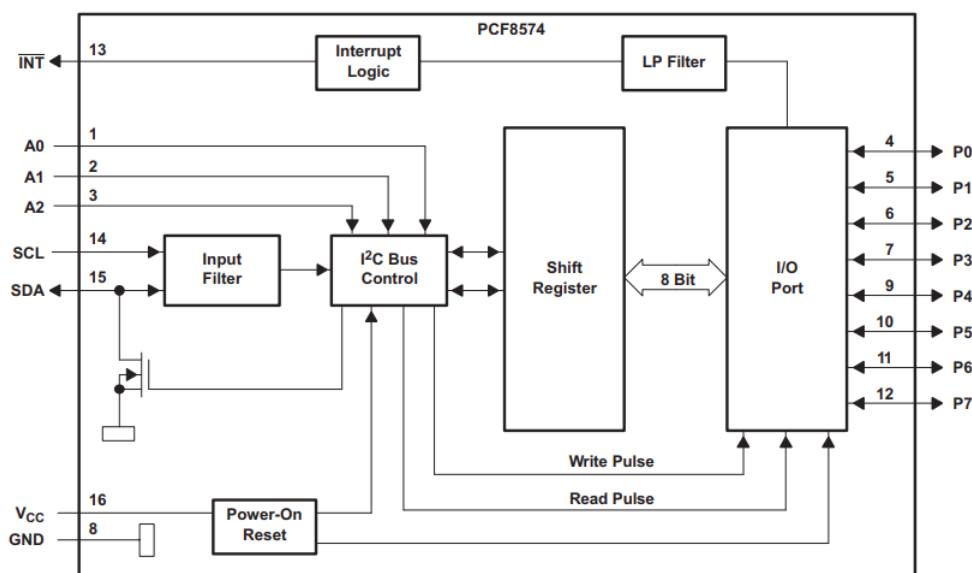 PCF8574
INT
13
Interrupt
Logic
LP Filter
A0
1
A1
2
A2
3
SCL
14
SDA
15
Input
Filter
I²C Bus
Control
Shift
Register
8 Bit
I/O
Port
4
P0
5
P1
6
P2
7
P3
9
P4
10
P5
11
P6
12
P7
Write Pulse
Read Pulse
VCC
16
GND
8
Power-On
Reset